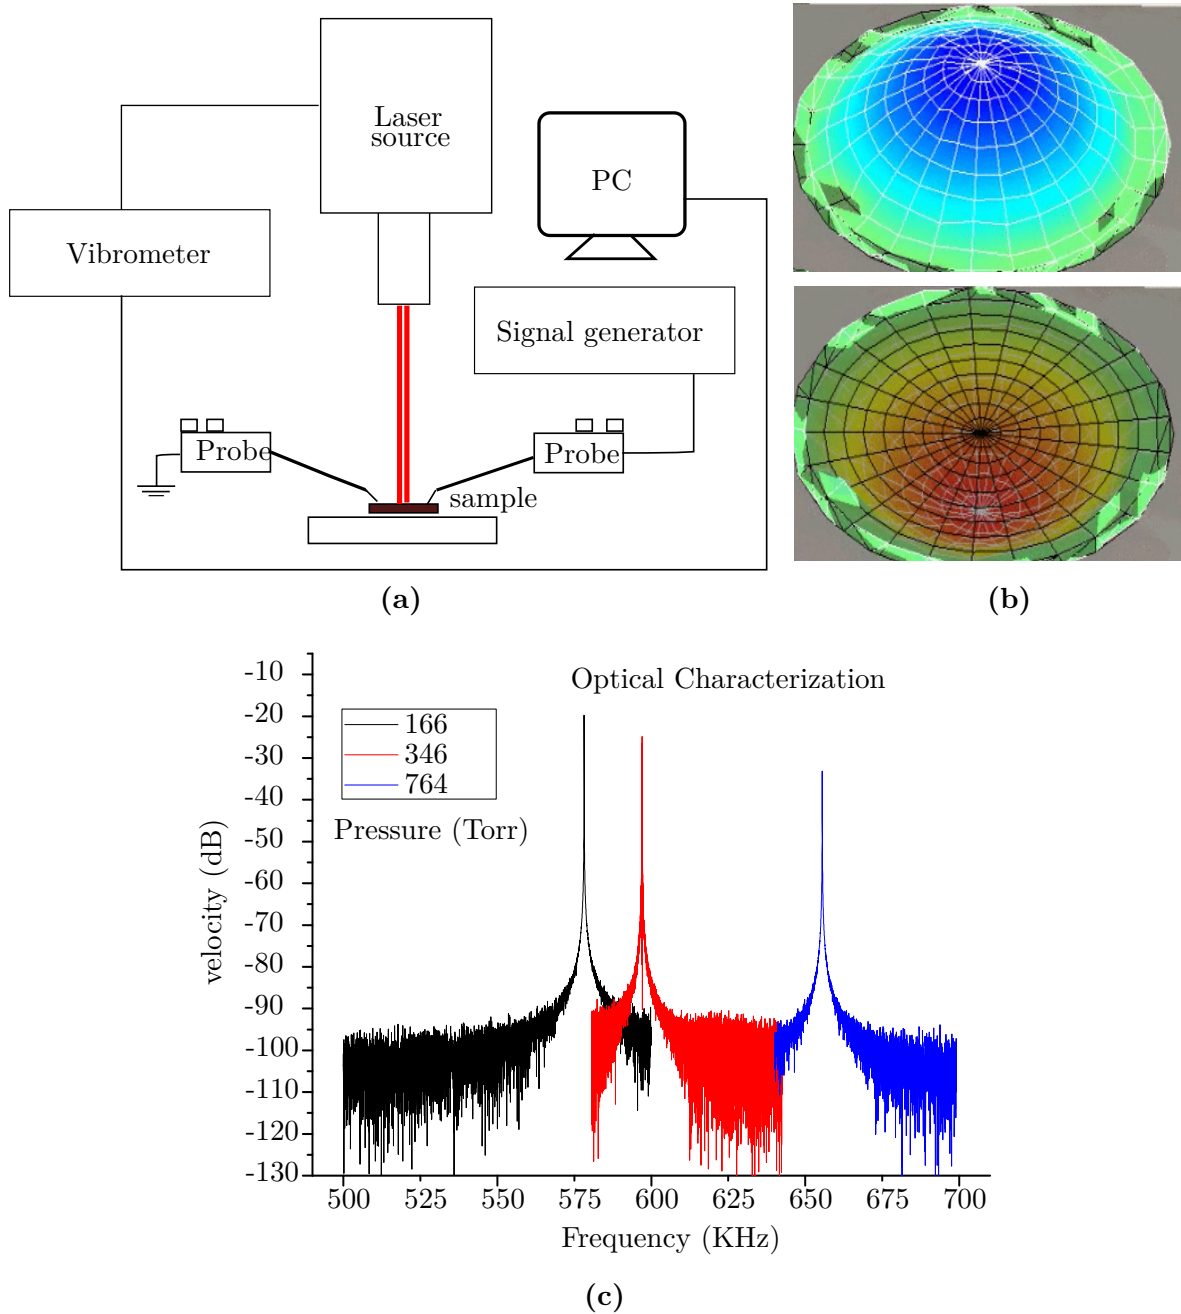 Laser
source
PC
Vibrometer
Signal generator
Probe
Probe
sample
(a)
(b)
Optical Characterization
-10
-20
-30
-40
-50
-60
-70
-80
-90
-100
-110
-120
-130
166
346
764
Pressure (Torr)
velocity (dB)
500
525
550
575
600
625
650
675
700
Frequency (KHz)
(c)